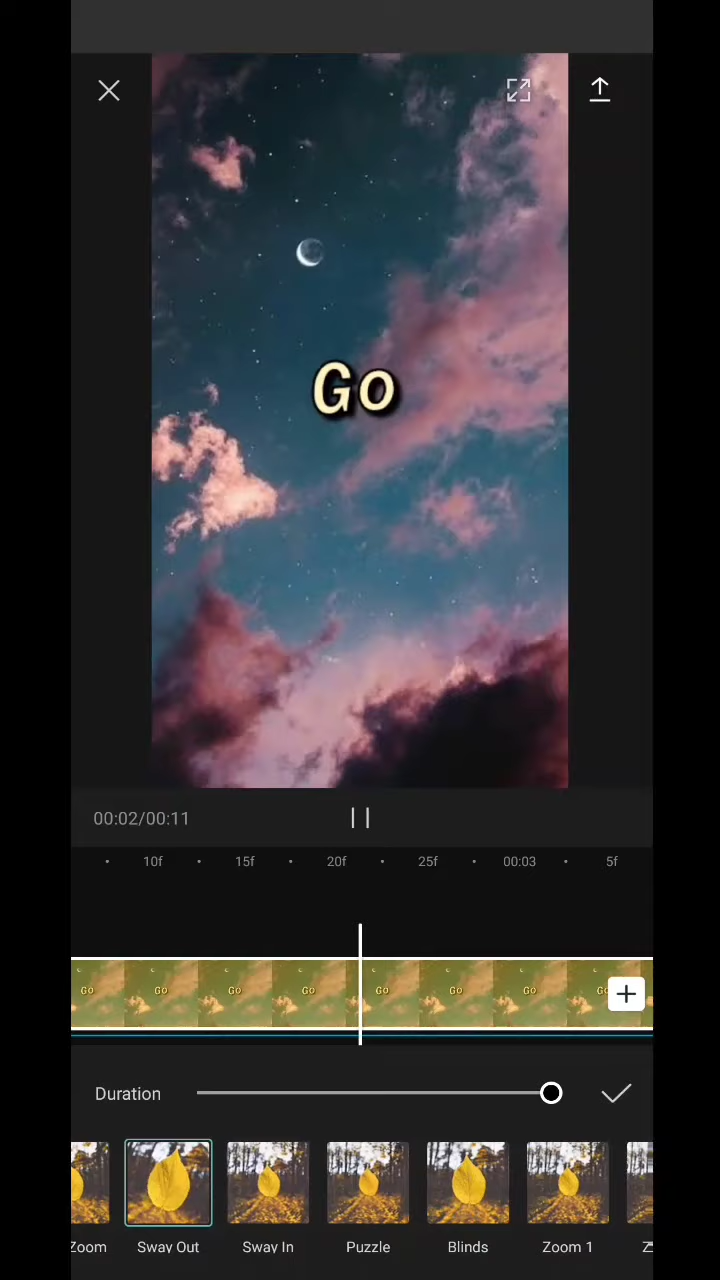 Go
00:02/00:11
10f 15f 20f 25f 00:03 5f
Go Go Go Go Go Go Go Go
Duration
Zoom Sway Out Sway In Puzzle Blinds Zoom 1